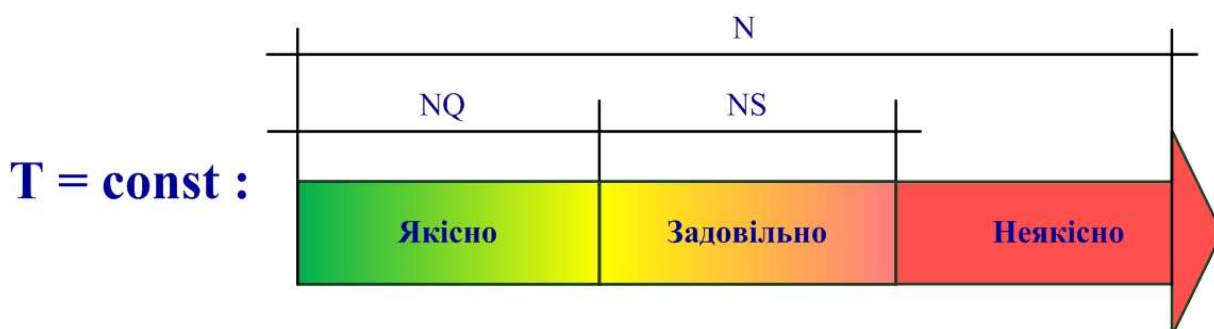 N
NQ NS
T = const :
Якісно Задовільно Неякісно